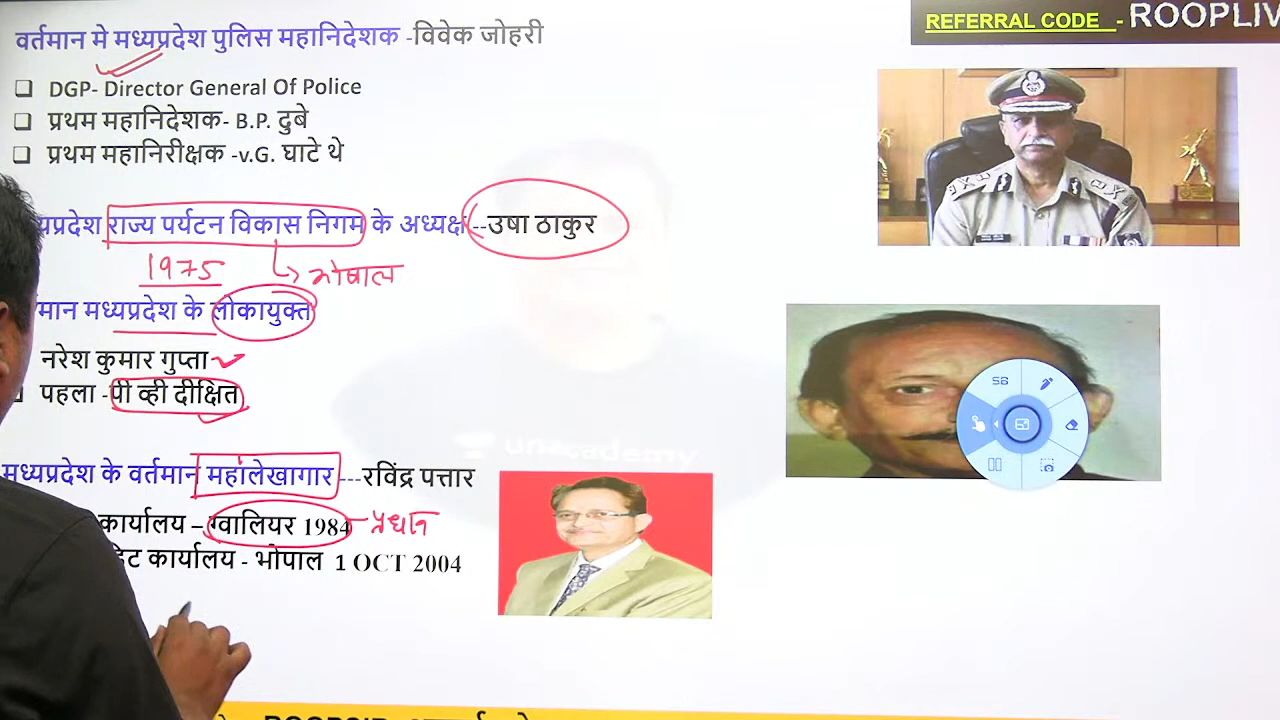 REFERRAL CODE - ROOPLIV
वर्तमान मे मध्यप्रदेश पुलिस महानिदेशक -विवेक जोहरी
DGP- Director General Of Police
प्रथम महानिदेशक- B.P. दुबे
प्रथम महानिरीक्षक -v.G. घाटे थे
यप्रदेश राज्य पर्यटन विकास निगम के अध्यक्ष --उषा ठाकुर
1975 भोपाल
मान मध्यप्रदेश के लोकायुक्त
नरेश कुमार गुप्ता
पहला -पी व्ही दीक्षित
unacademy
मध्यप्रदेश के वर्तमान महालेखागार ---रविंद्र पत्तार
कार्यालय – ग्वालियर 1984
डिट कार्यालय - भोपाल 1 OCT 2004